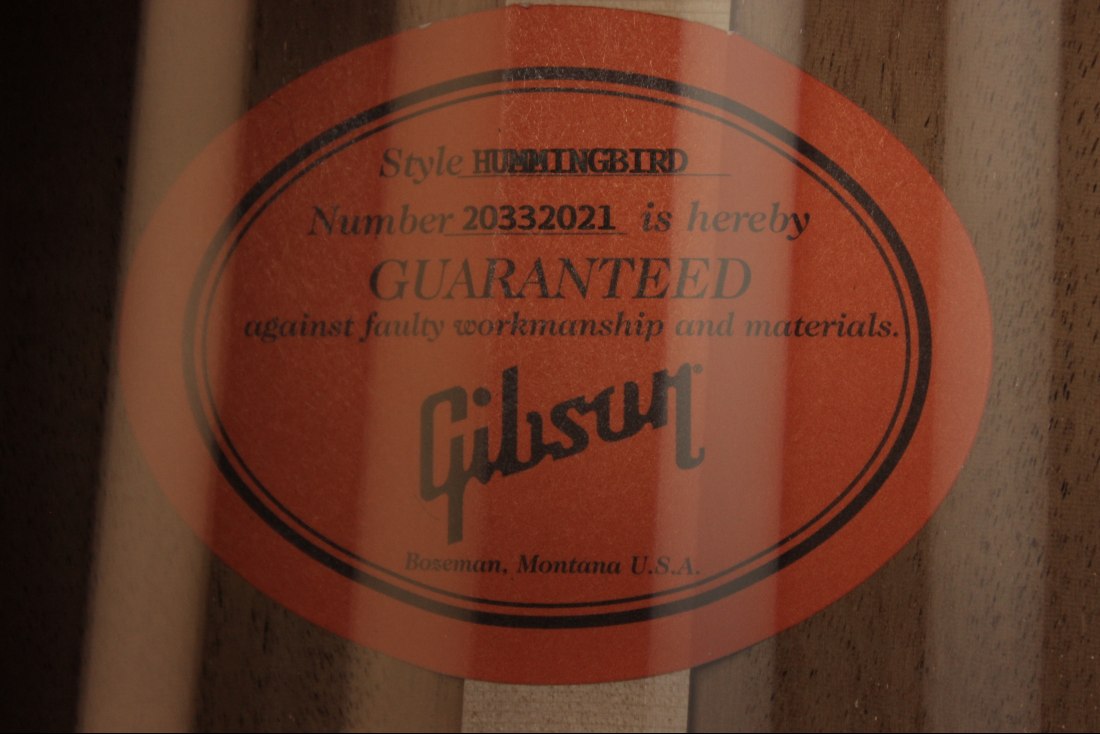 Style HUMMINGBIRD
Number 20332021 is hereby
GUARANTEED
against faulty workmanship and materials.
Gibson
Bozeman, Montana U.S.A.